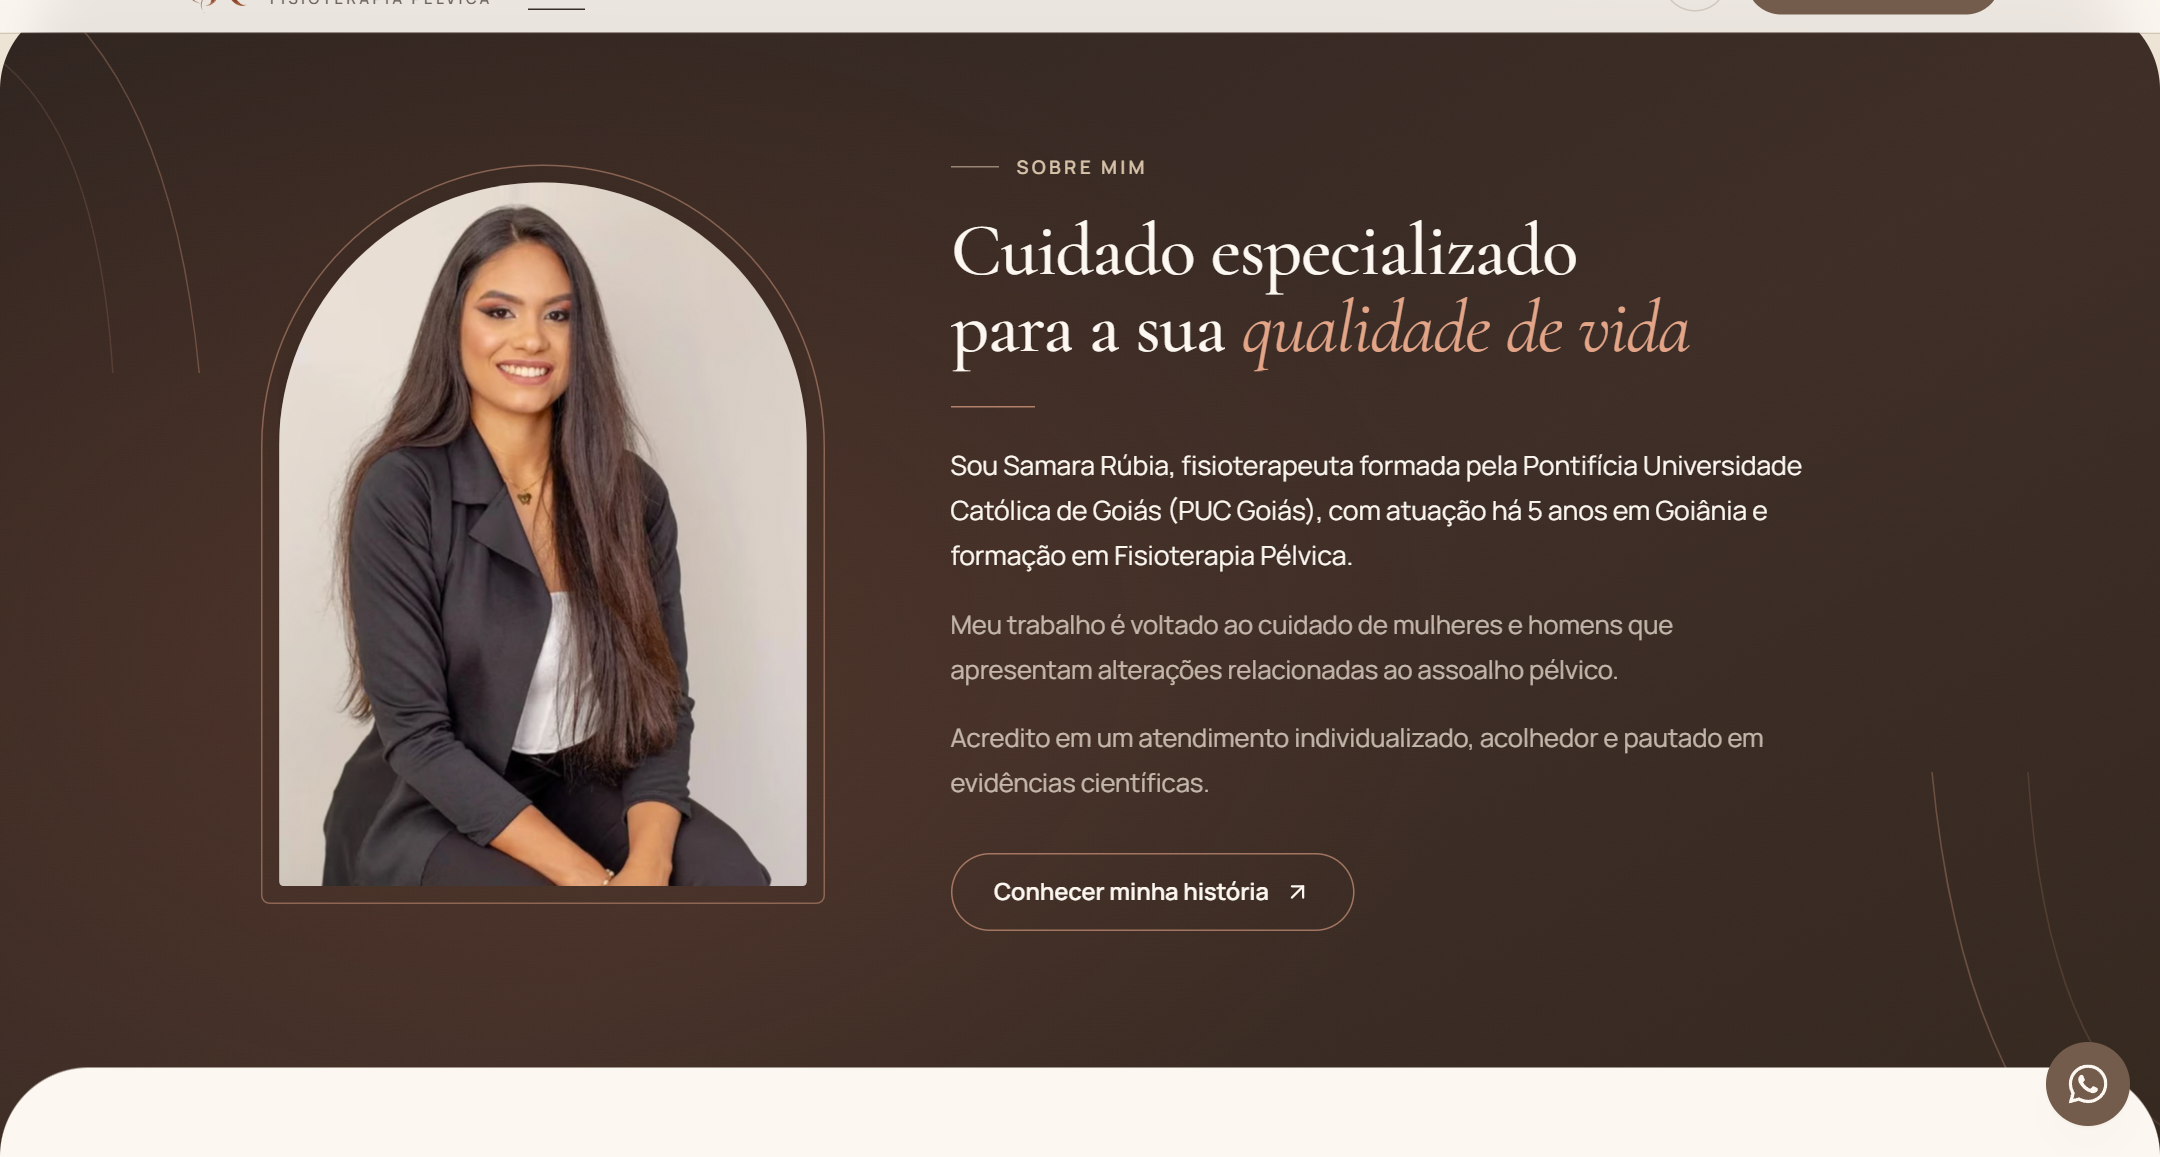 FISIOTERAPIA PÉLVICA
SOBRE MIM
Cuidado especializado
para a sua qualidade de vida
Sou Samara Rúbia, fisioterapeuta formada pela Pontifícia Universidade
Católica de Goiás (PUC Goiás), com atuação há 5 anos em Goiânia e
formação em Fisioterapia Pélvica.
Meu trabalho é voltado ao cuidado de mulheres e homens que
apresentam alterações relacionadas ao assoalho pélvico.
Acredito em um atendimento individualizado, acolhedor e pautado em
evidências científicas.
Conhecer minha história